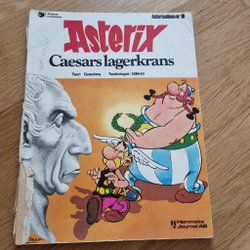 Asterixalbum nr 18
Asterix
Caesars lagerkrans
Text: Goscinny Teckningar: Uderzo
Hemmets
Journal AB